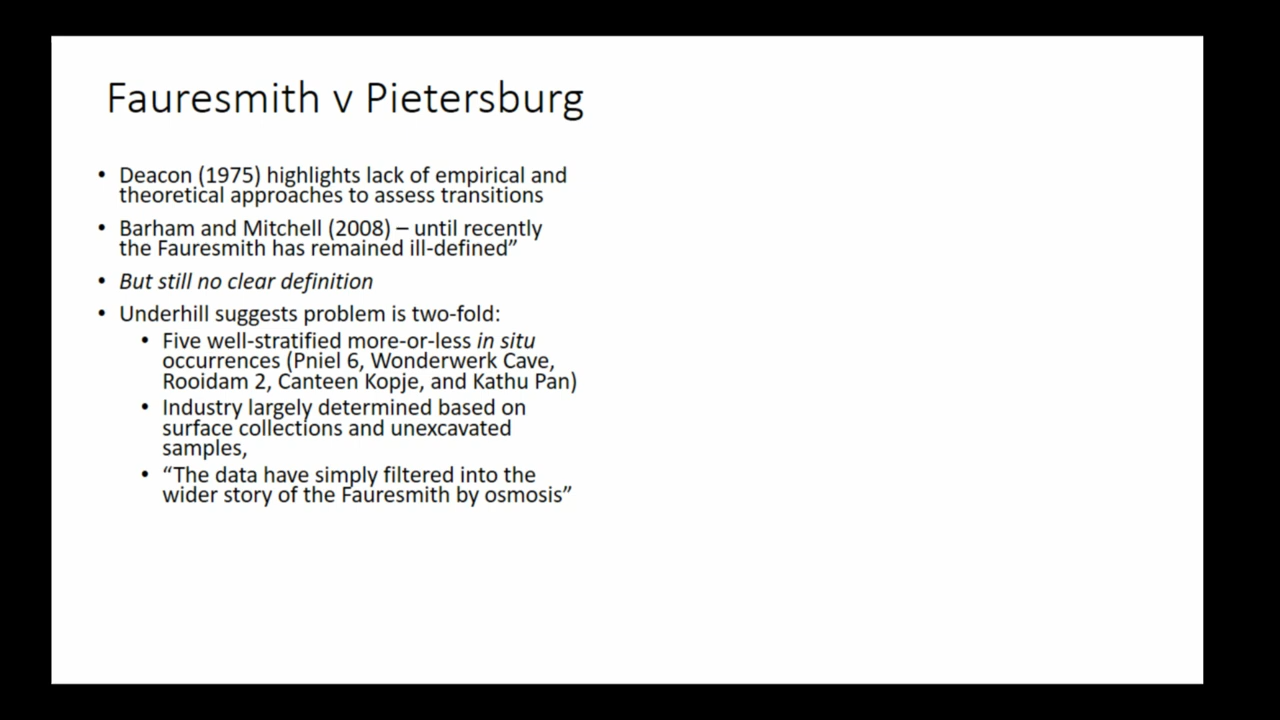 Fauresmith v Pietersburg
• Deacon (1975) highlights lack of empirical and
theoretical approaches to assess transitions
• Barham and Mitchell (2008) – until recently
the Fauresmith has remained ill-defined”
• But still no clear definition
• Underhill suggests problem is two-fold:
• Five well-stratified more-or-less in situ
occurrences (Pniel 6, Wonderwerk Cave,
Rooidam 2, Canteen Kopje, and Kathu Pan)
• Industry largely determined based on
surface collections and unexcavated
samples,
• “The data have simply filtered into the
wider story of the Fauresmith by osmosis”